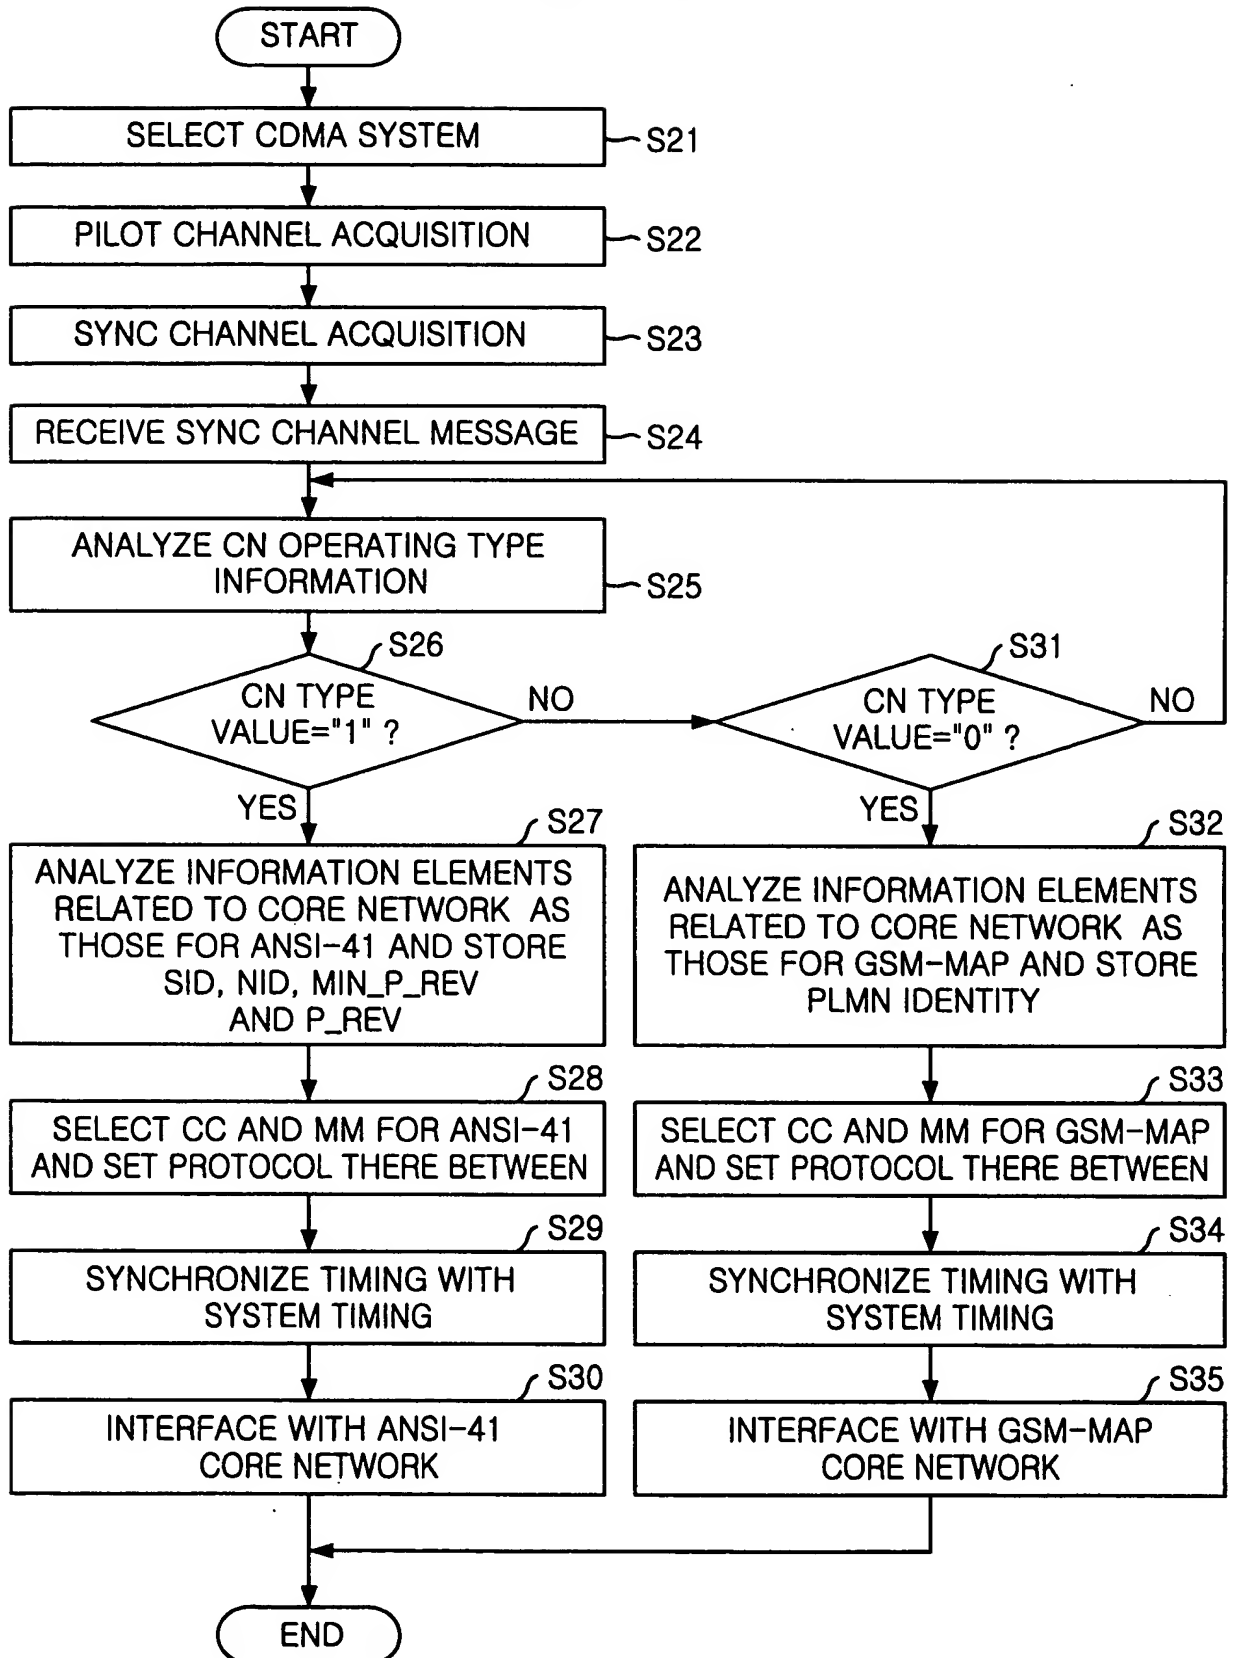 START
SELECT CDMA SYSTEM
S21
PILOT CHANNEL ACQUISITION
S22
SYNC CHANNEL ACQUISITION
S23
RECEIVE SYNC CHANNEL MESSAGE
S24
ANALYZE CN OPERATING TYPE
INFORMATION
S25
S26
CN TYPE
VALUE="1" ?
NO
YES
S31
CN TYPE
VALUE="0" ?
NO
YES
S27
ANALYZE INFORMATION ELEMENTS
RELATED TO CORE NETWORK AS
THOSE FOR ANSI-41 AND STORE
SID, NID, MIN_P_REV
AND P_REV
S32
ANALYZE INFORMATION ELEMENTS
RELATED TO CORE NETWORK AS
THOSE FOR GSM-MAP AND STORE
PLMN IDENTITY
S28
SELECT CC AND MM FOR ANSI-41
AND SET PROTOCOL THERE BETWEEN
S33
SELECT CC AND MM FOR GSM-MAP
AND SET PROTOCOL THERE BETWEEN
S29
SYNCHRONIZE TIMING WITH
SYSTEM TIMING
S34
SYNCHRONIZE TIMING WITH
SYSTEM TIMING
S30
INTERFACE WITH ANSI-41
CORE NETWORK
S35
INTERFACE WITH GSM-MAP
CORE NETWORK
END